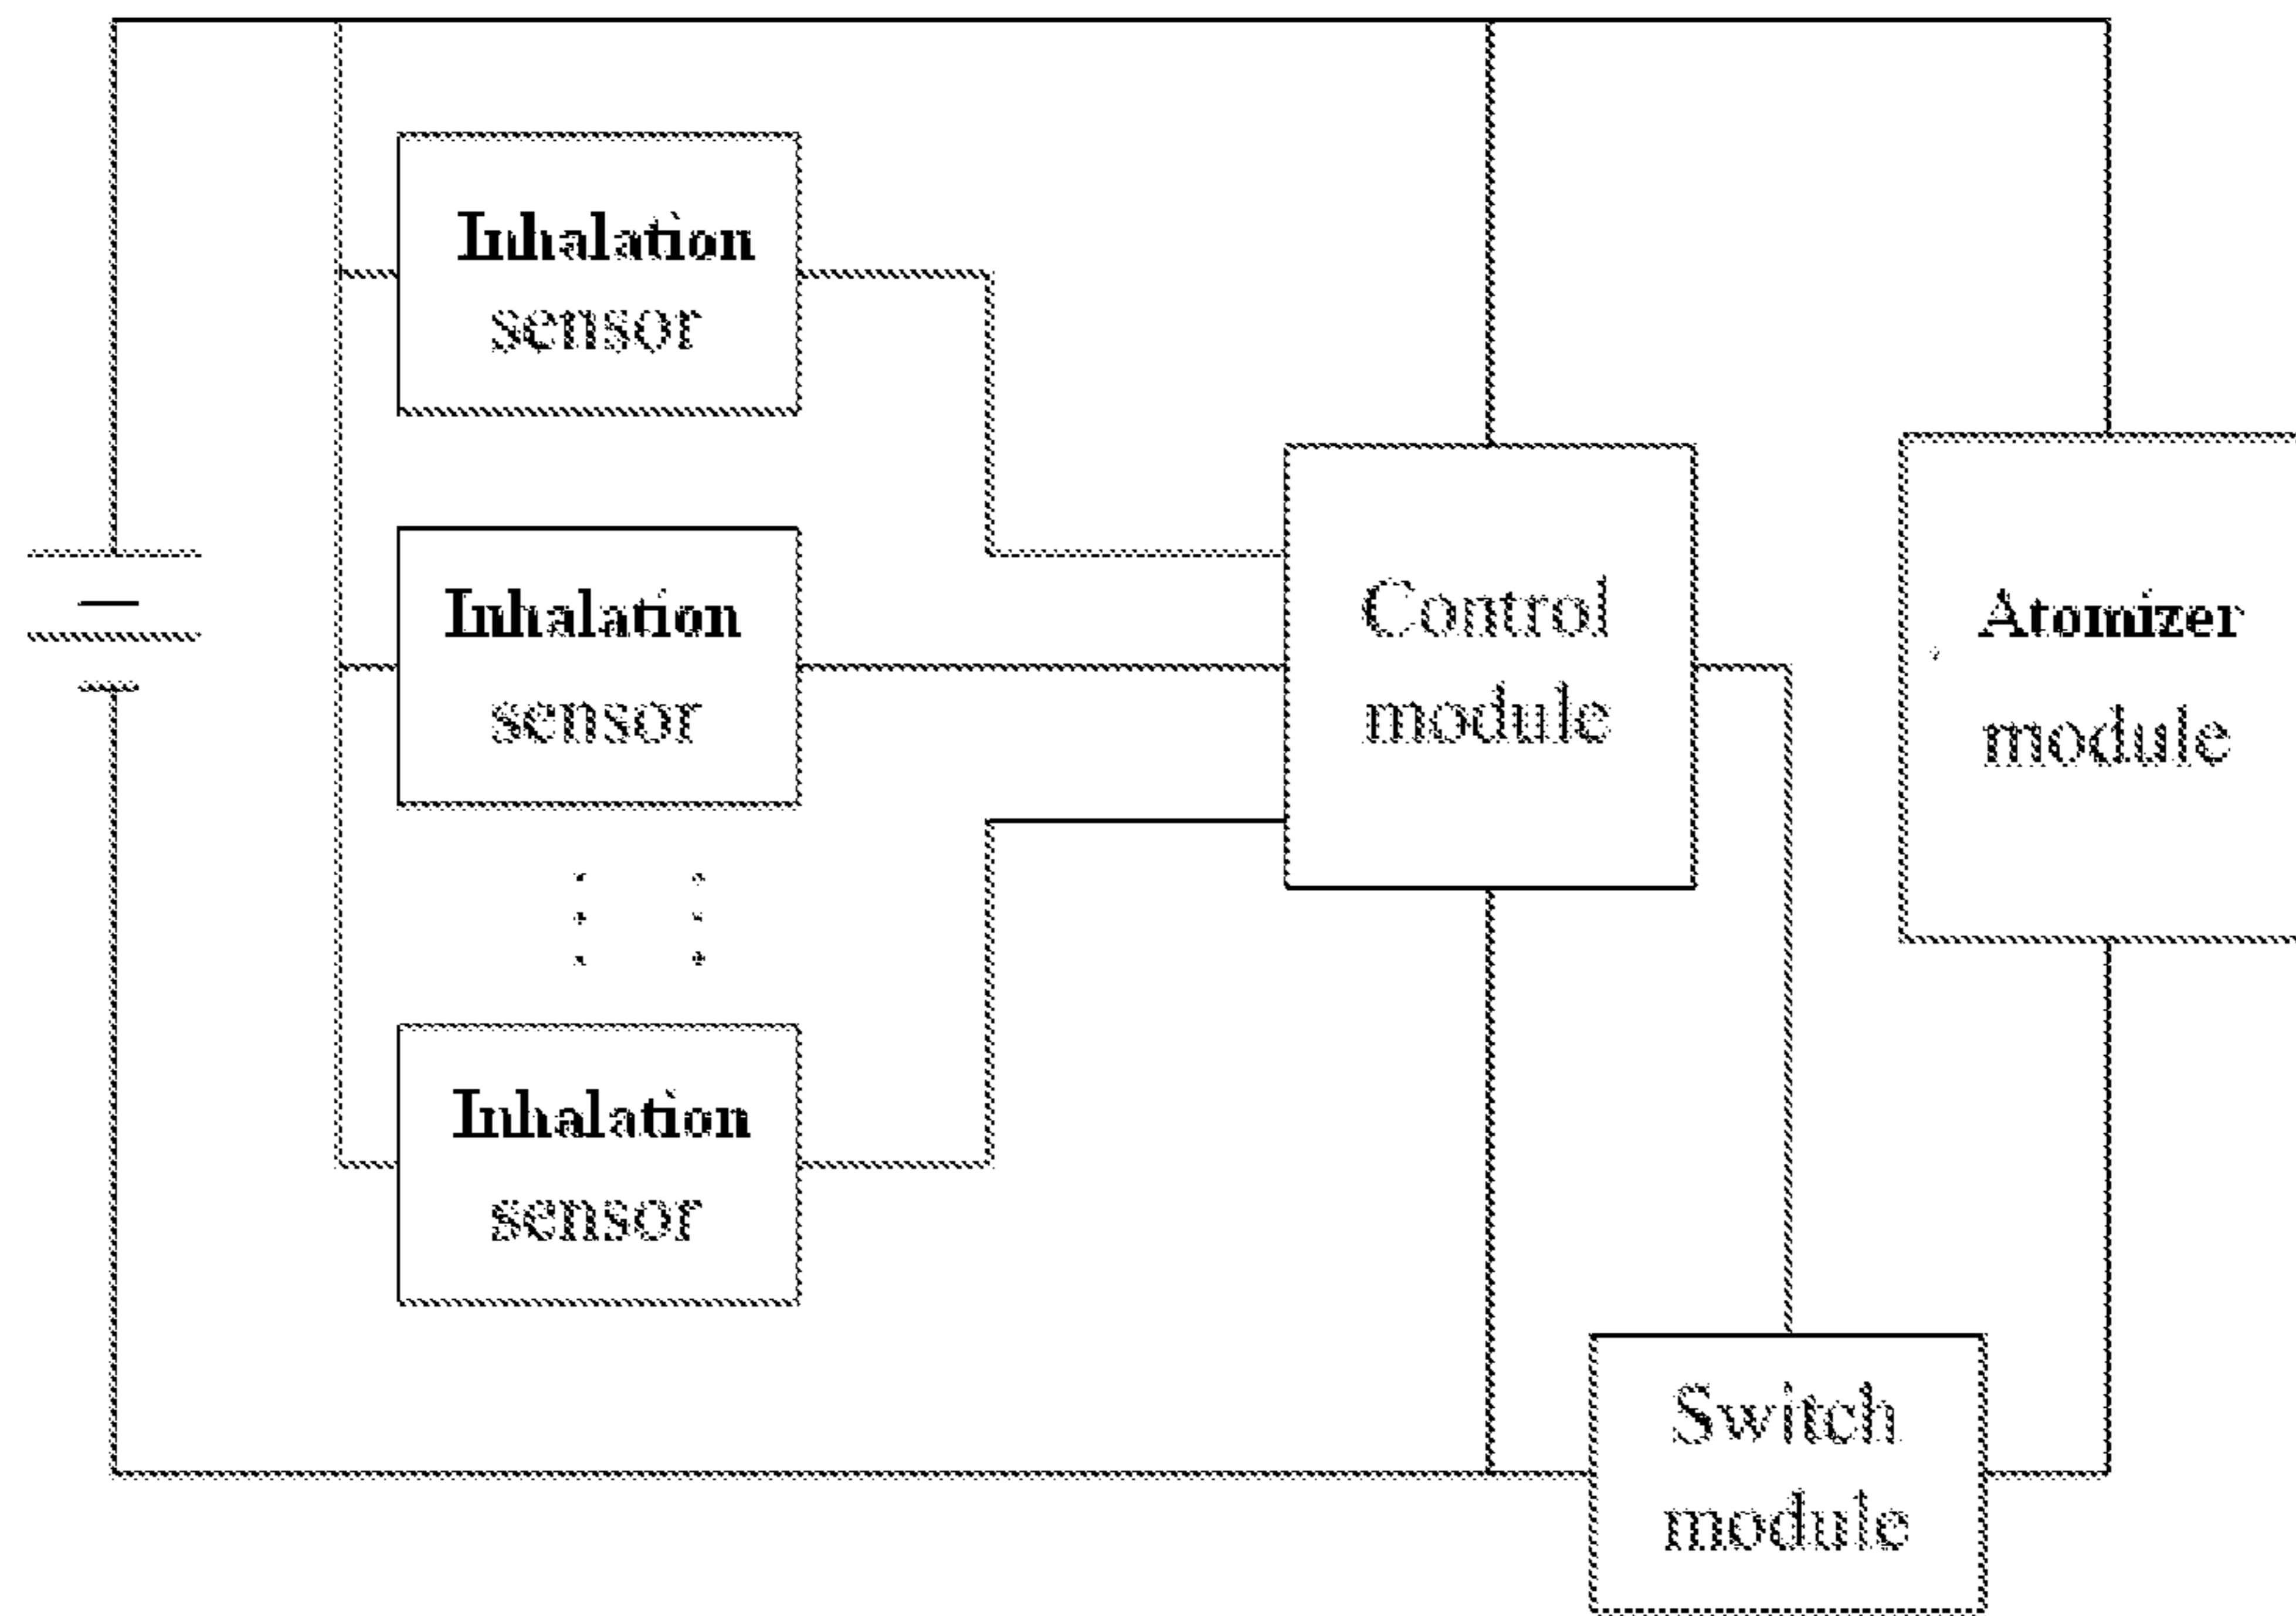 Inhalation
sensor
Inhalation
sensor
Inhalation
sensor
Control
module
Atomizer
module
Switch
module